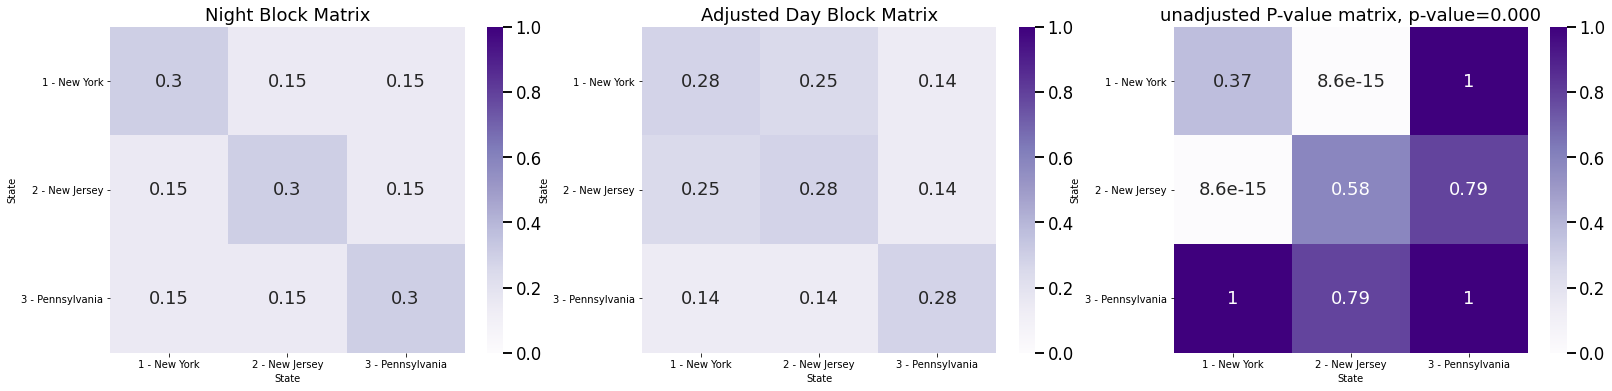 Night Block Matrix
1 - New York
2 - New Jersey
3 - Pennsylvania
State
0.3 0.15 0.15
0.15 0.3 0.15
0.15 0.15 0.3
1 - New York 2 - New Jersey 3 - Pennsylvania
State
1.0
0.8
0.6
0.4
0.2
0.0
Adjusted Day Block Matrix
1 - New York
2 - New Jersey
3 - Pennsylvania
State
0.28 0.25 0.14
0.25 0.28 0.14
0.14 0.14 0.28
1 - New York 2 - New Jersey 3 - Pennsylvania
State
1.0
0.8
0.6
0.4
0.2
0.0
unadjusted P-value matrix, p-value=0.000
1 - New York
2 - New Jersey
3 - Pennsylvania
State
0.37 8.6e-15 1
8.6e-15 0.58 0.79
1 0.79 1
1 - New York 2 - New Jersey 3 - Pennsylvania
State
1.0
0.8
0.6
0.4
0.2
0.0